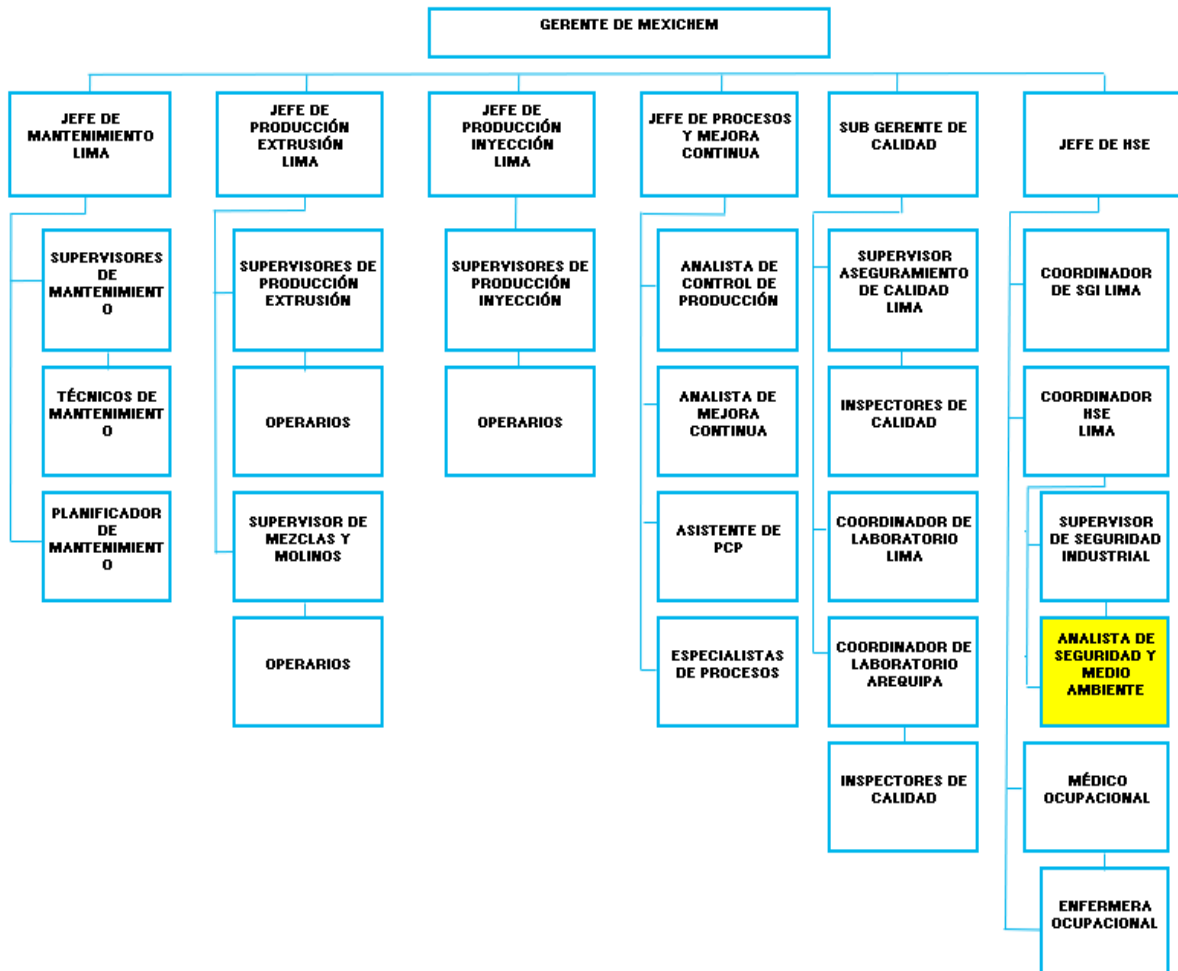 GERENTE DE MEXICHEM
JEFE DE
MANTENIMIENTO
LIMA
JEFE DE
PRODUCCIÓN
EXTRUSIÓN
LIMA
JEFE DE
PRODUCCIÓN
INYECCIÓN
LIMA
JEFE DE PROCESOS
Y MEJORA
CONTINUA
SUB GERENTE DE
CALIDAD
JEFE DE HSE
SUPERVISORES
DE
MANTENIMIENT
O
TÉCNICOS DE
MANTENIMIENT
O
PLANIFICADOR
DE
MANTENIMIENT
O
SUPERVISORES DE
PRODUCCIÓN
EXTRUSIÓN
OPERARIOS
SUPERVISOR DE
MEZCLAS Y
MOLINOS
OPERARIOS
SUPERVISORES DE
PRODUCCIÓN
INYECCIÓN
OPERARIOS
ANALISTA DE
CONTROL DE
PRODUCCIÓN
ANALISTA DE
MEJORA
CONTINUA
ASISTENTE DE
PCP
ESPECIALISTAS
DE PROCESOS
SUPERVISOR
ASEGURAMIENTO
DE CALIDAD
LIMA
INSPECTORES DE
CALIDAD
COORDINADOR DE
LABORATORIO
LIMA
COORDINADOR DE
LABORATORIO
AREQUIPA
INSPECTORES DE
CALIDAD
COORDINADOR
DE SGI LIMA
COORDINADOR
HSE
LIMA
SUPERVISOR
DE SEGURIDAD
INDUSTRIAL
ANALISTA DE
SEGURIDAD Y
MEDIO
AMBIENTE
MÉDICO
OCUPACIONAL
ENFERMERA
OCUPACIONAL